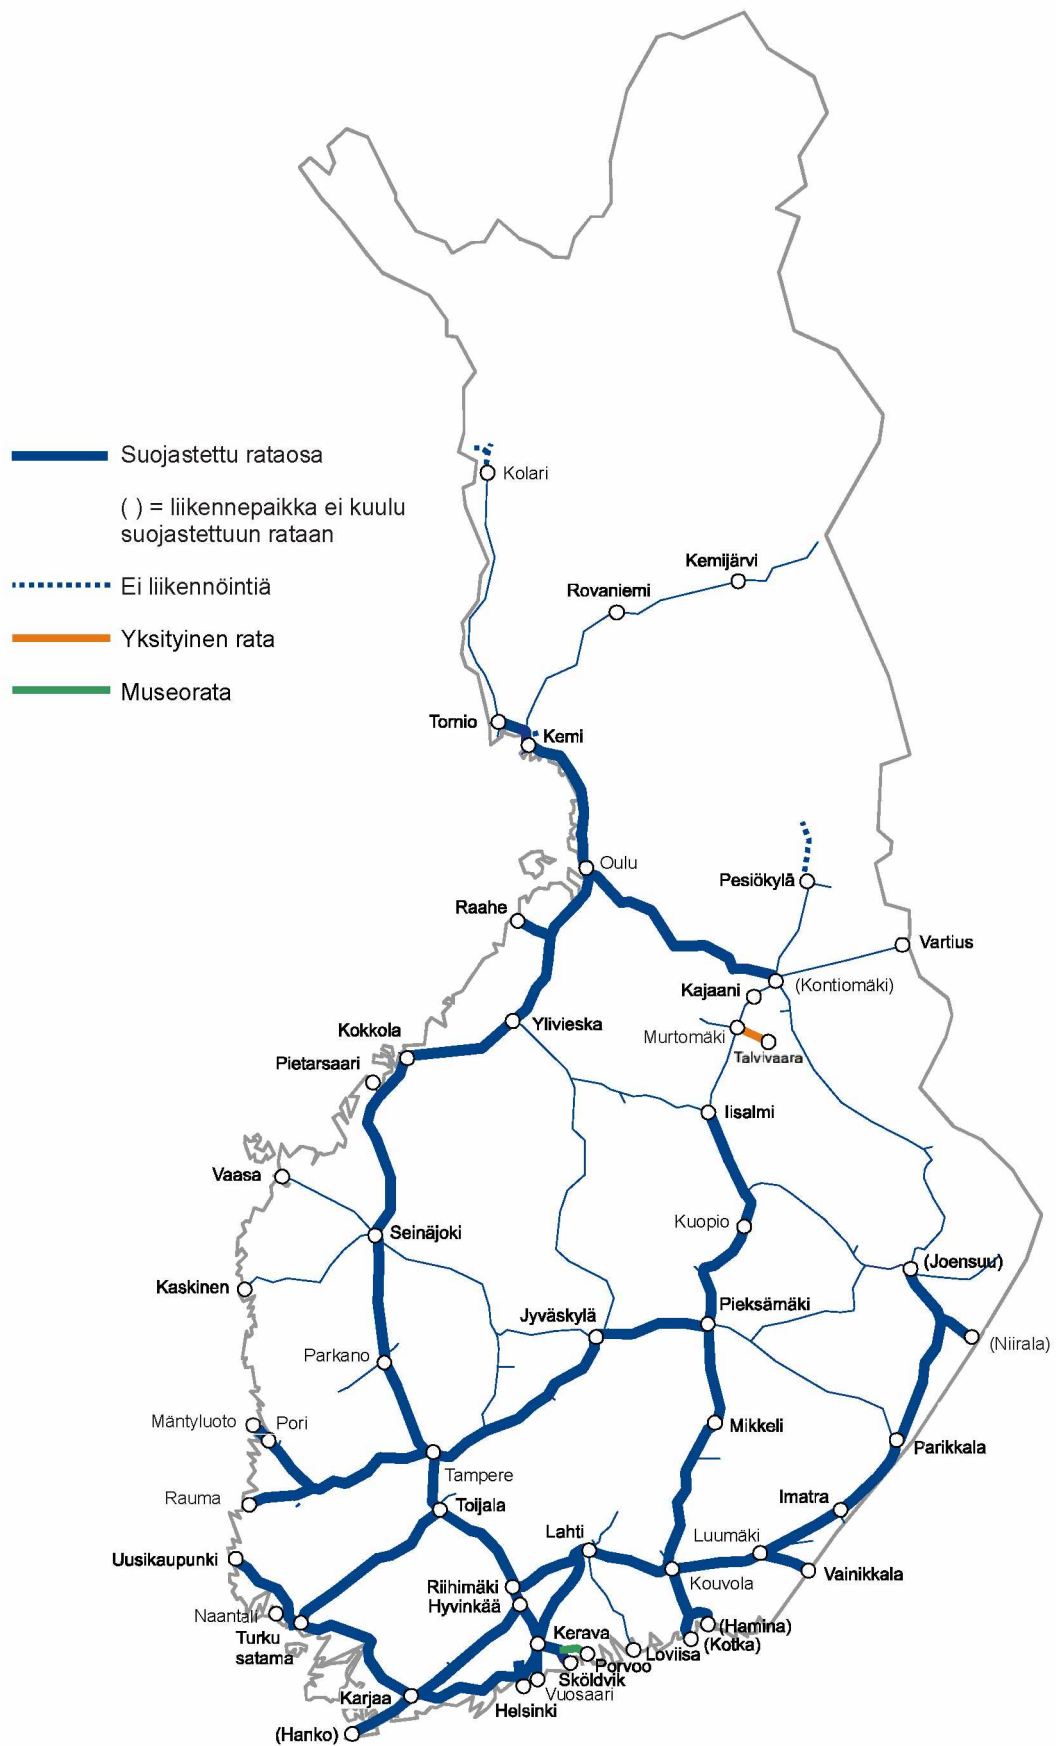 Suojastettu rataosa
( ) = liikennepaikka ei kuulu
suojastettuun rataan
Ei liikennöintiä
Yksityinen rata
Museorata
Kolari
Kemijärvi
Rovaniemi
Tornio
Kemi
Oulu
Pesiökylä
Raahe
Vartius
(Kontiomäki)
Kajaani
Ylivieska
Kokkola
Murtomäki
Talvivaara
Pietarsaari
Iisalmi
Vaasa
Kuopio
Seinäjoki
(Joensuu)
Kaskinen
Pieksämäki
Jyväskylä
(Niirala)
Parkano
Mäntyluoto
Pori
Mikkeli
Parikkala
Tampere
Rauma
Imatra
Toijala
Lahti
Luumäki
Uusikaupunki
Vainikkala
Kouvola
Riihimäki
Hyvinkää
Naantali
(Hamina)
Turku
satama
Kerava
(Kotka)
Loviisa
Porvoo
Sköldvik
Vuosaari
Karjaa
Helsinki
(Hanko)